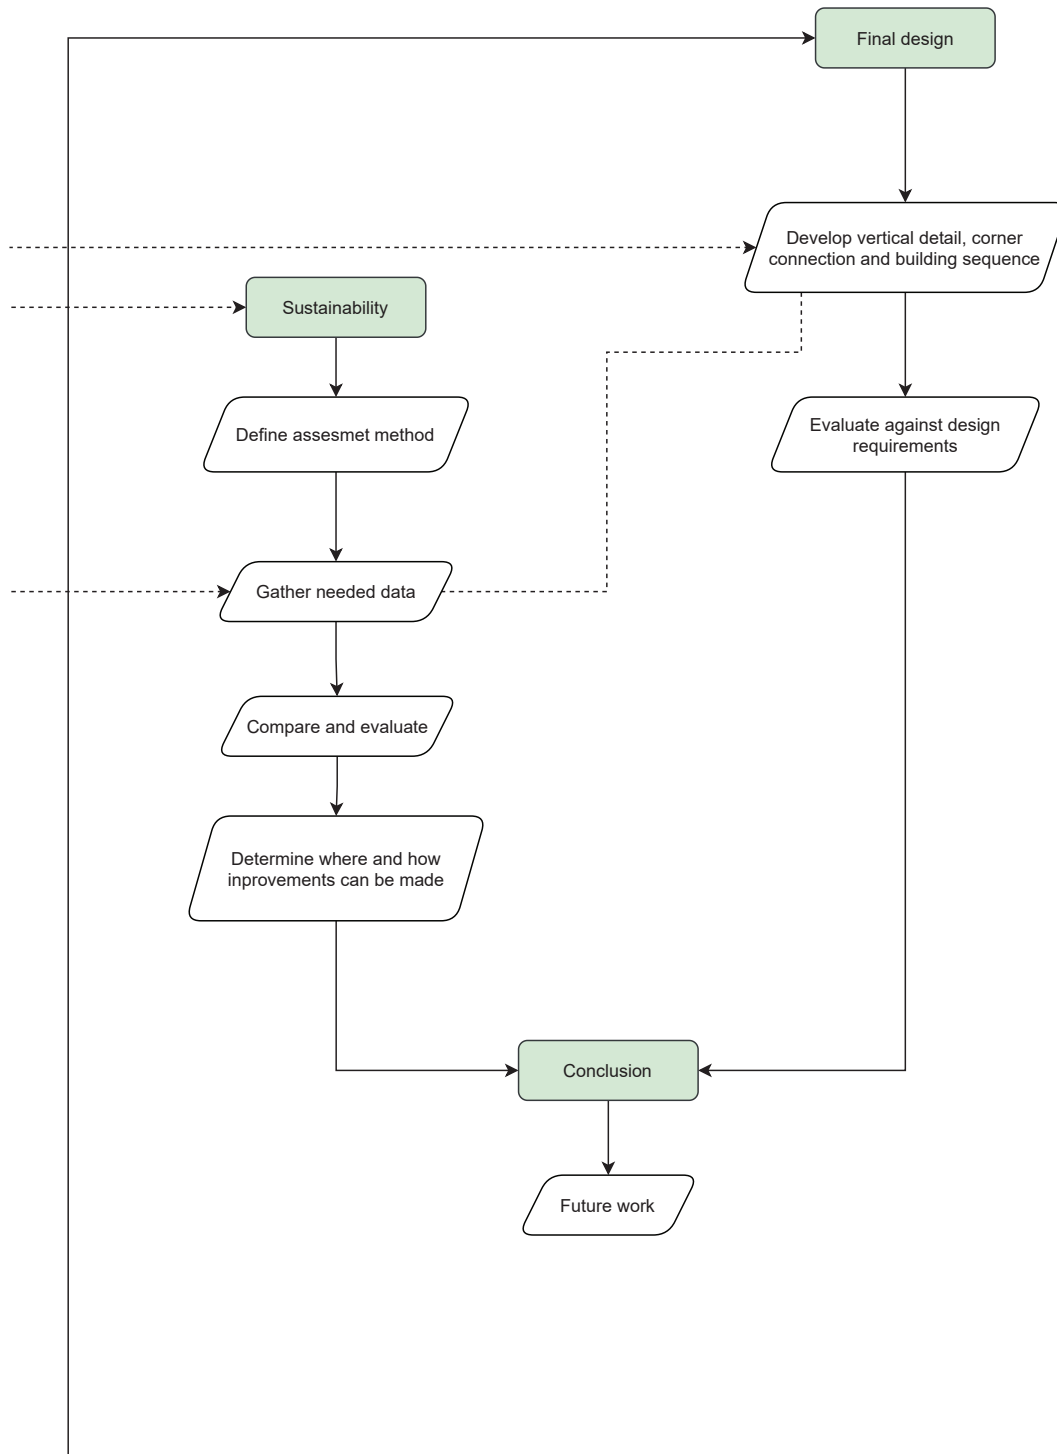 Final design
Develop vertical detail, corner
connection and building sequence
Sustainability
Define assesmet method
Evaluate against design
requirements
Gather needed data
Compare and evaluate
Determine where and how
inprovements can be made
Conclusion
Future work